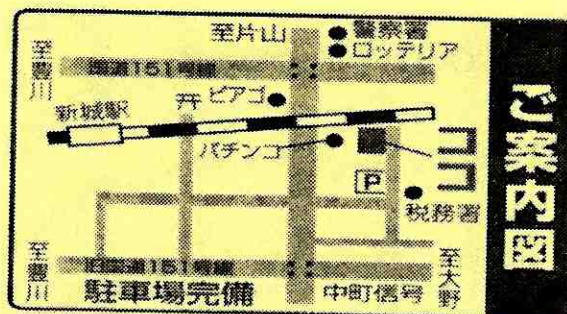 ご案内図
至片山
警察署
ロッテリア
至豊川
国道151号線
ピアゴ
新城駅
パチンコ
ココ
P
税務署
至豊川
旧国道151号線
至大野
駐車場完備
中町信号